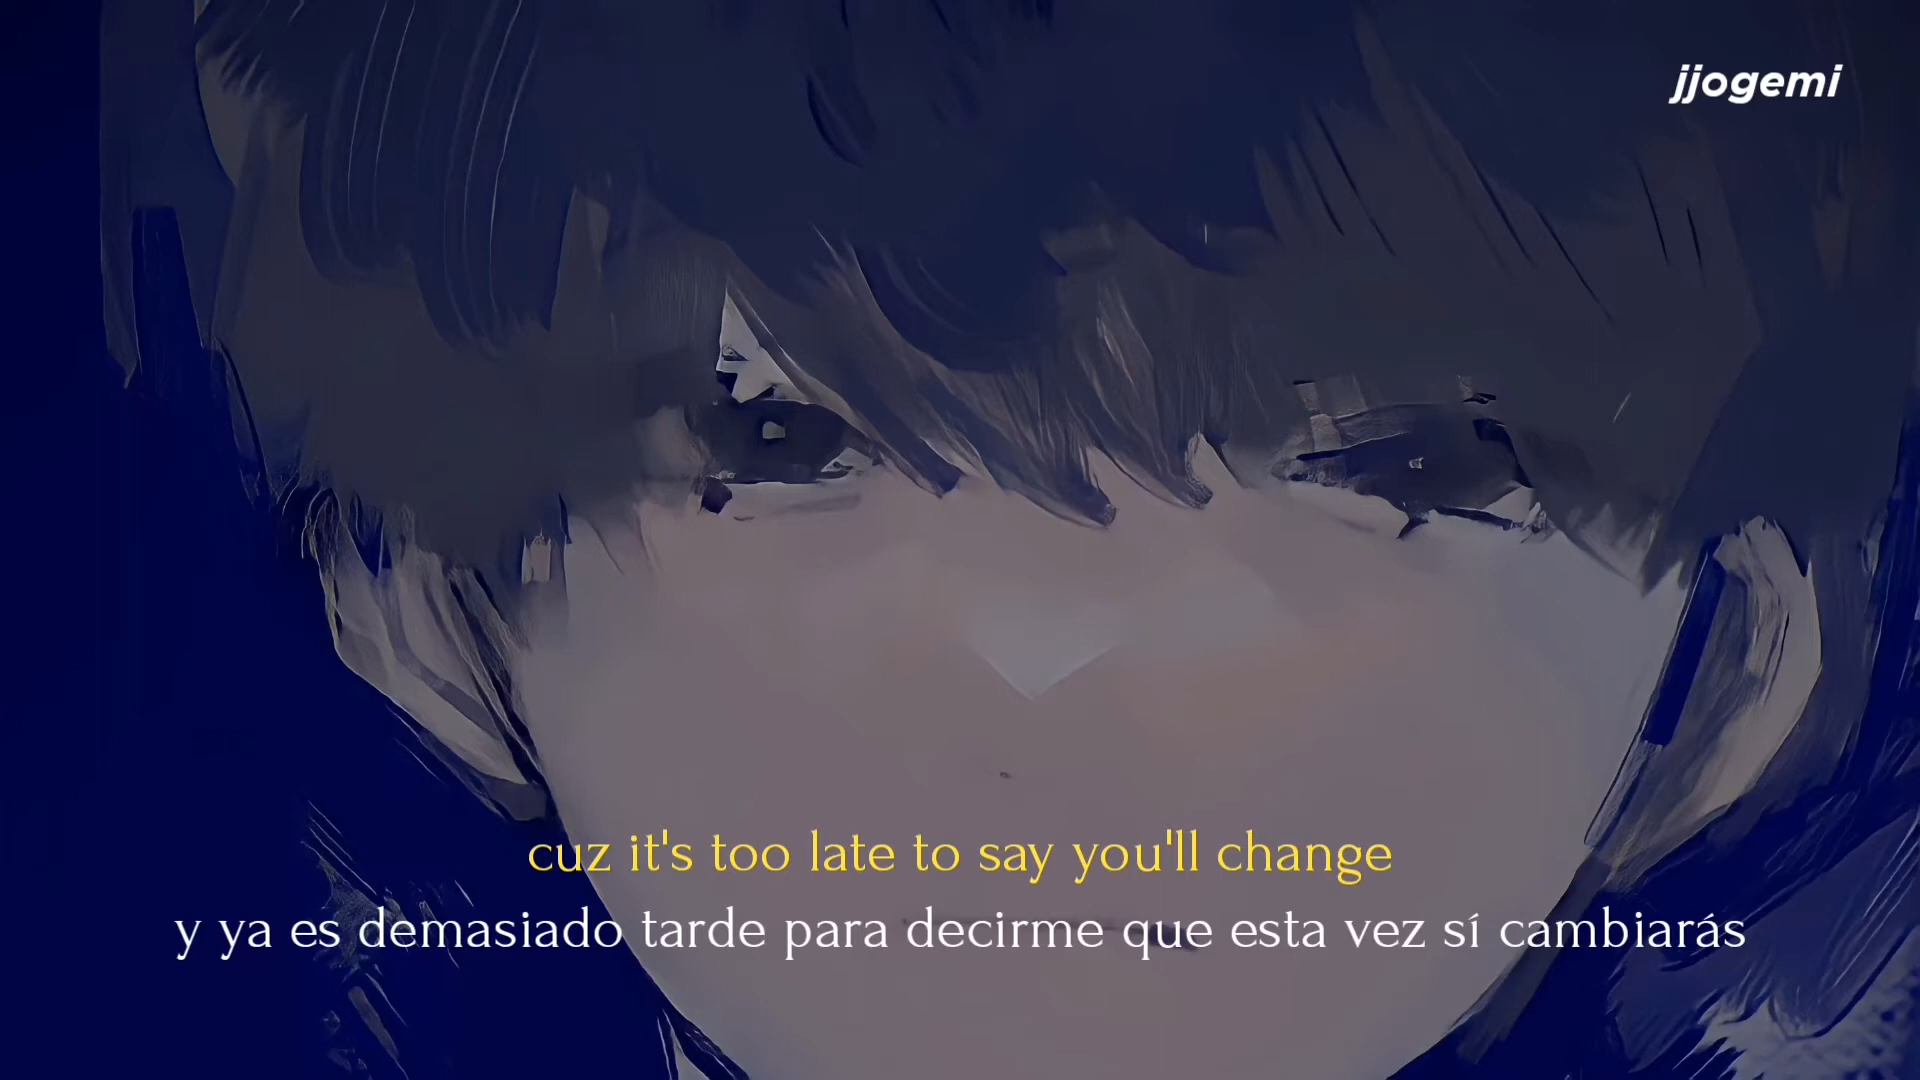 jjogemi
cuz it's too late to say you'll change
y ya es demasiado tarde para decirme que esta vez sí cambiarás